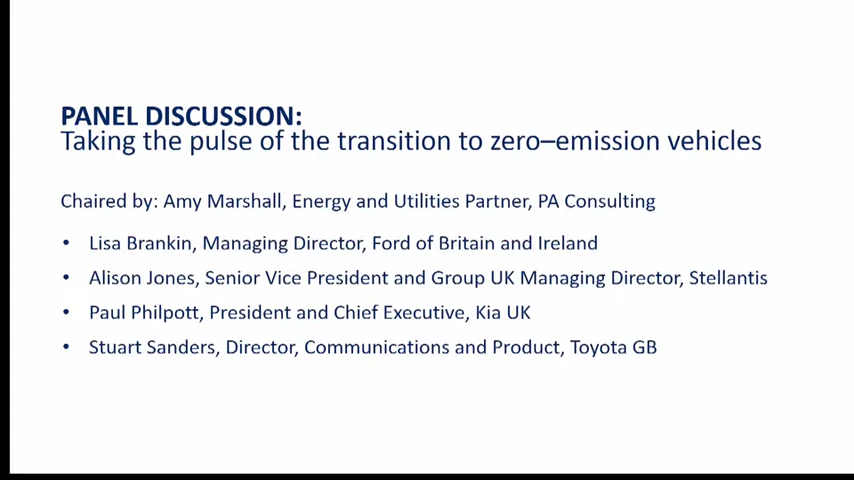 PANEL DISCUSSION:
Taking the pulse of the transition to zero–emission vehicles
Chaired by: Amy Marshall, Energy and Utilities Partner, PA Consulting
• Lisa Brankin, Managing Director, Ford of Britain and Ireland
• Alison Jones, Senior Vice President and Group UK Managing Director, Stellantis
• Paul Philpott, President and Chief Executive, Kia UK
• Stuart Sanders, Director, Communications and Product, Toyota GB